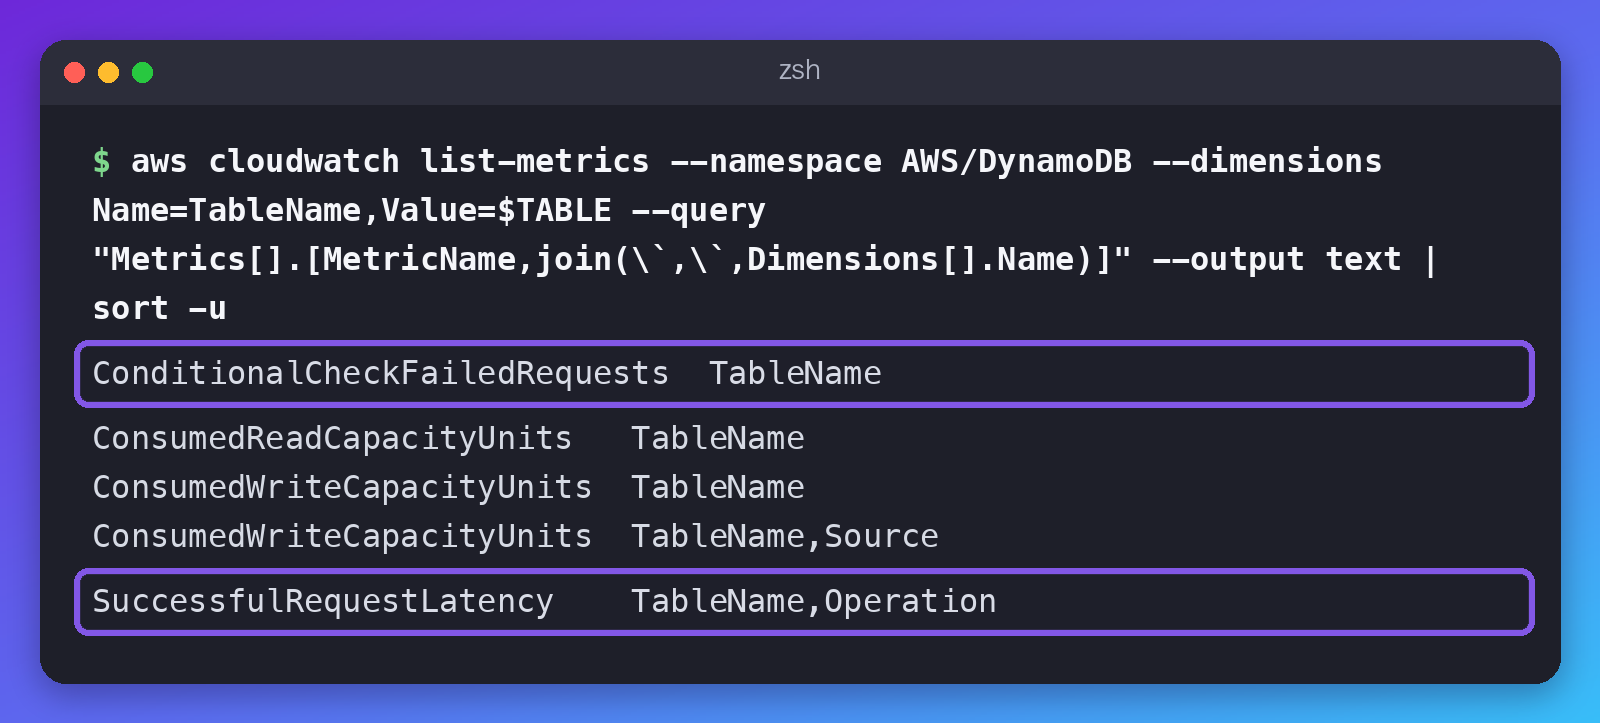 zsh
$ aws cloudwatch list-metrics --namespace AWS/DynamoDB --dimensions
Name=TableName,Value=$TABLE --query
"Metrics[].[MetricName,join(\`,\`,Dimensions[].Name)]" --output text |
sort -u
ConditionalCheckFailedRequests  TableName
ConsumedReadCapacityUnits   TableName
ConsumedWriteCapacityUnits  TableName
ConsumedWriteCapacityUnits  TableName,Source
SuccessfulRequestLatency    TableName,Operation